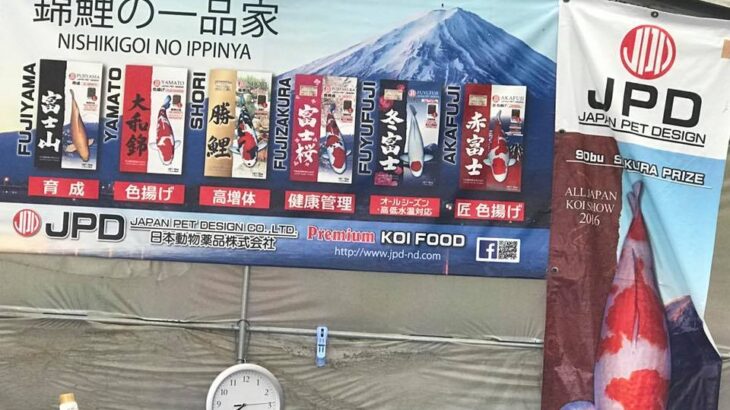 錦鯉の一品家
NISHIKIGOI NO IPPINYA
FUJIYAMA
富士山
育成
YAMATO
大和錦
色揚げ
SHORI
勝鯉
高増体
FUJIZAKURA
富士桜
健康管理
FUYUFUJI
冬富士
オールシーズン
高低水温対応
AKAFUJI
赤富士
匠 色揚げ
JPD JAPAN PET DESIGN CO., LTD.
日本動物薬品株式会社
Premium KOI FOOD
http://www.jpd-nd.com
JPD
JAPAN PET DESIGN
90bu SAKURA PRIZE
ALL JAPAN
KOI SHOW
2016